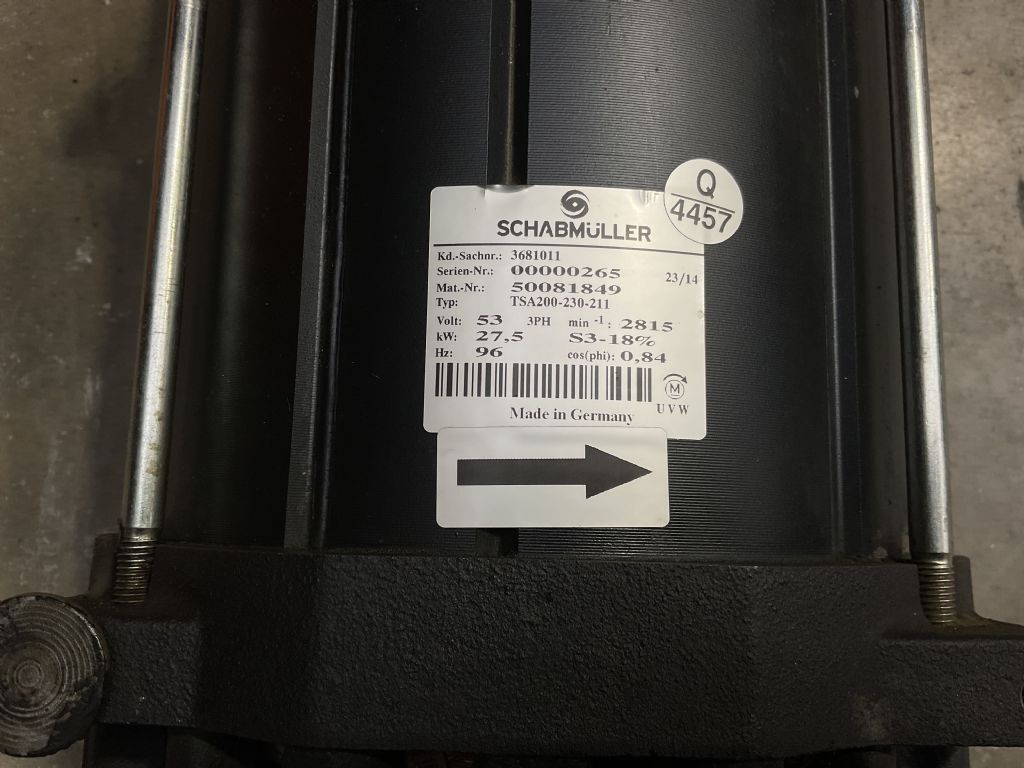 Q
4457
SCHABMÜLLER
Kd.-Sachnr.: 3681011
Serien-Nr.: 00000265 23/14
Mat.-Nr.: 50081849
Typ: TSA200-230-211
Volt: 53 3PH min -1 : 2815
kW: 27,5 S3-18%
Hz: 96 cos(phi): 0,84
M
U V W
Made in Germany